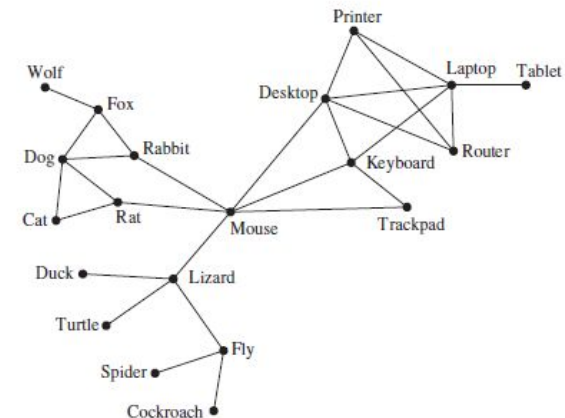 Printer
Wolf
Laptop
Tablet
Desktop
Fox
Dog
Rabbit
Keyboard
Router
Cat
Rat
Mouse
Trackpad
Duck
Lizard
Turtle
Fly
Spider
Cockroach